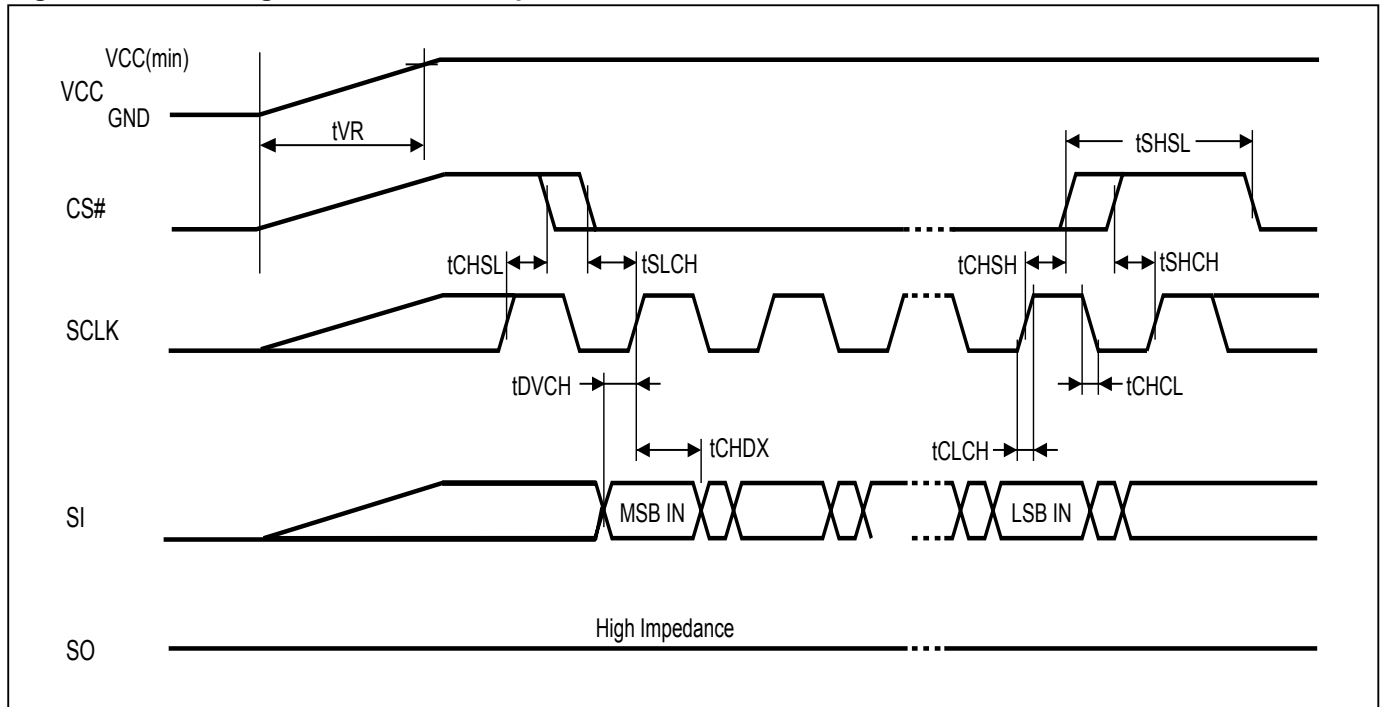 VCC(min)
VCC
GND
tVR
tSHSL
CS#
tCHSL
tSLCH
tCHSH
tSHCH
SCLK
tDVCH
tCHCL
tCHDX
tCLCH
SI
MSB IN
LSB IN
High Impedance
SO